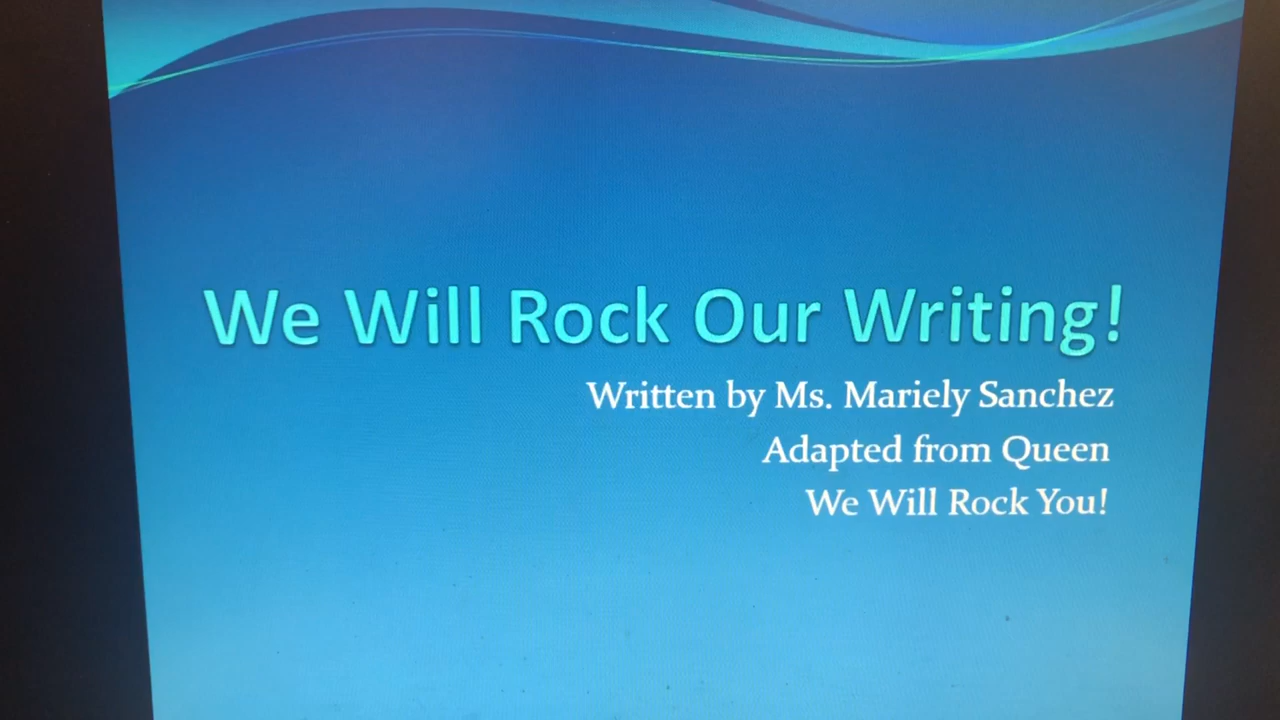 We Will Rock Our Writing!
Written by Ms. Mariely Sanchez
Adapted from Queen
We Will Rock You!